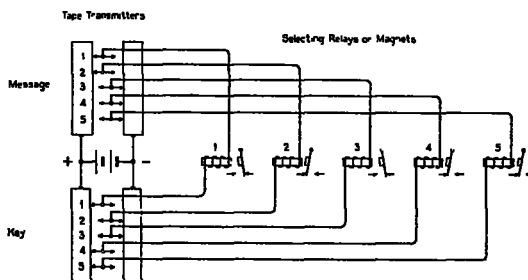 Tape Transmitters
Selecting Relays or Magnets
Message
1
2
3
4
5
+ -
1 2 3 4 5
Key
1
2
3
4
5